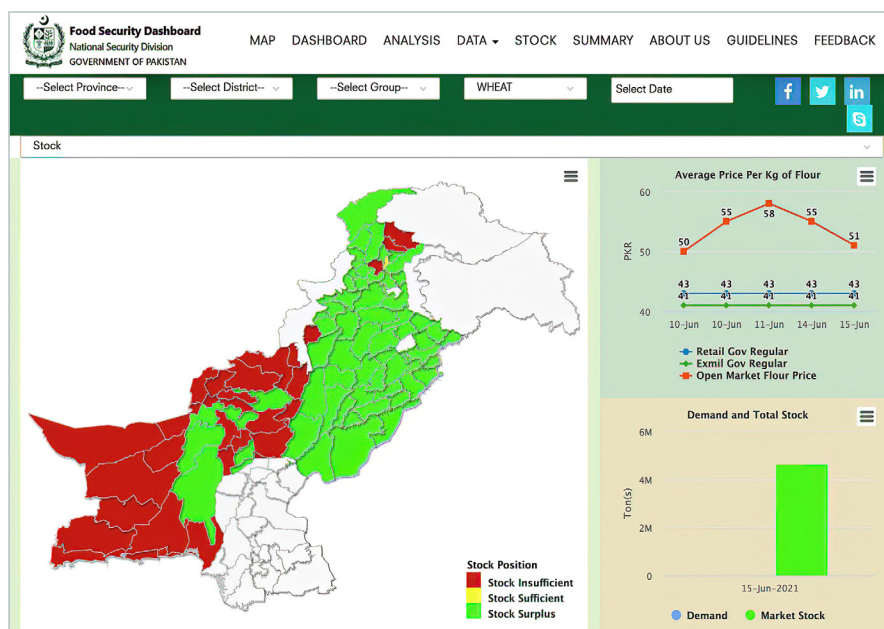 Food Security Dashboard
National Security Division
GOVERNMENT OF PAKISTAN
MAP DASHBOARD ANALYSIS DATA STOCK SUMMARY ABOUT US GUIDELINES FEEDBACK
--Select Province-- --Select District-- --Select Group-- WHEAT Select Date
Stock
Average Price Per Kg of Flour
60
50
40
PKR
50 55 58 55 51
43 43 43 43 43
41 41 41 41 41
10-Jun 10-Jun 11-Jun 14-Jun 15-Jun
Retail Gov Regular
Exmil Gov Regular
Open Market Flour Price
Demand and Total Stock
6M
4M
2M
0
Ton(s)
15-Jun-2021
Demand Market Stock
Stock Position
Stock Insufficient
Stock Sufficient
Stock Surplus